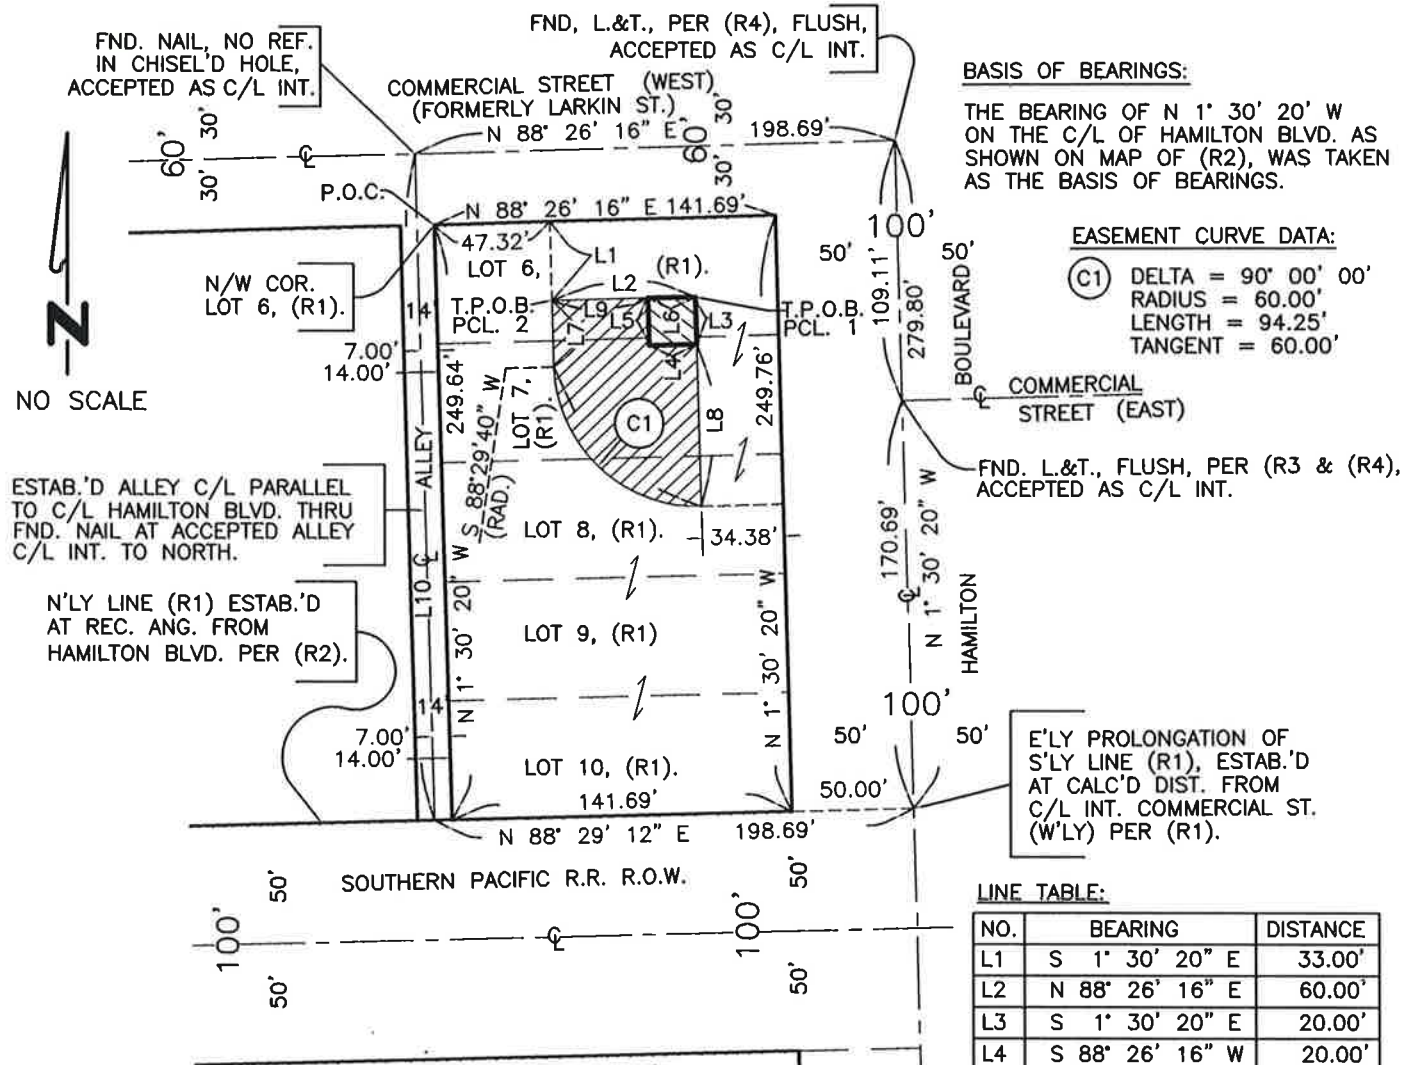 FND. NAIL, NO REF.
IN CHISEL'D HOLE,
ACCEPTED AS C/L INT.
FND, L.&T., PER (R4), FLUSH,
ACCEPTED AS C/L INT.
COMMERCIAL STREET (WEST)
(FORMERLY LARKIN ST.)
N 88° 26' 16" E
198.69'
60'
30'
30'
60
30'
30'
℄
BASIS OF BEARINGS:
THE BEARING OF N 1° 30' 20" W
ON THE C/L OF HAMILTON BLVD. AS
SHOWN ON MAP OF (R2), WAS TAKEN
AS THE BASIS OF BEARINGS.
EASEMENT CURVE DATA:
C1
DELTA = 90° 00' 00'
RADIUS = 60.00'
LENGTH = 94.25'
TANGENT = 60.00'
P.O.C.
N 88° 26' 16" E 141.69'
47.32'
LOT 6,
(R1).
L1
L2
N/W COR.
LOT 6, (R1).
T.P.O.B.
PCL. 2
L9
L5
L6
L3
L7
L4
T.P.O.B.
PCL. 1
14'
7.00'
14.00'
N
NO SCALE
249.64'
249.76'
LOT 7,
(R1).
C1
L8
S 88°29'40" W
(RAD.)
ALLEY
100'
50'
50'
109.11'
279.80'
BOULEVARD
℄
COMMERCIAL
STREET (EAST)
FND. L.&T., FLUSH, PER (R3 & (R4),
ACCEPTED AS C/L INT.
ESTAB.'D ALLEY C/L PARALLEL
TO C/L HAMILTON BLVD. THRU
FND. NAIL AT ACCEPTED ALLEY
C/L INT. TO NORTH.
LOT 8, (R1).
34.38'
170.69'
N 1° 30' 20" W
℄
HAMILTON
L10
℄
N 1° 30' 20" W
N 1° 30' 20" W
N'LY LINE (R1) ESTAB.'D
AT REC. ANG. FROM
HAMILTON BLVD. PER (R2).
LOT 9, (R1)
14
7.00'
14.00'
LOT 10, (R1).
141.69'
100'
50'
50'
50.00'
N 88° 29' 12" E
198.69'
E'LY PROLONGATION OF
S'LY LINE (R1), ESTAB.'D
AT CALC'D DIST. FROM
C/L INT. COMMERCIAL ST.
(W'LY) PER (R1).
SOUTHERN PACIFIC R.R. R.O.W.
50'
100'
50'
℄
50'
100'
50'
LINE TABLE:
NO. BEARING DISTANCE
L1 S 1° 30' 20" E 33.00'
L2 N 88° 26' 16" E 60.00'
L3 S 1° 30' 20" E 20.00'
L4 S 88° 26' 16" W 20.00'